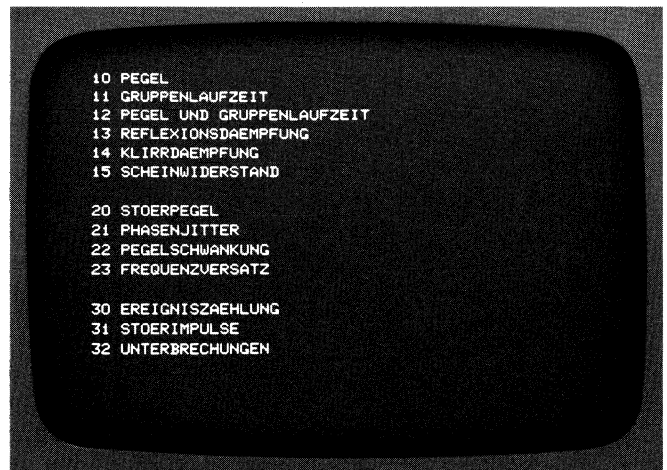 10 PEGEL
11 GRUPPENLAUFZEIT
12 PEGEL UND GRUPPENLAUFZEIT
13 REFLEXIONSDAEMPFUNG
14 KLIRRDAEMPFUNG
15 SCHEINWIDERSTAND
20 STOERPEGEL
21 PHASENJITTER
22 PEGELSCHWANKUNG
23 FREQUENZVERSATZ
30 EREIGNISZAEHLUNG
31 STOERIMPULSE
32 UNTERBRECHUNGEN